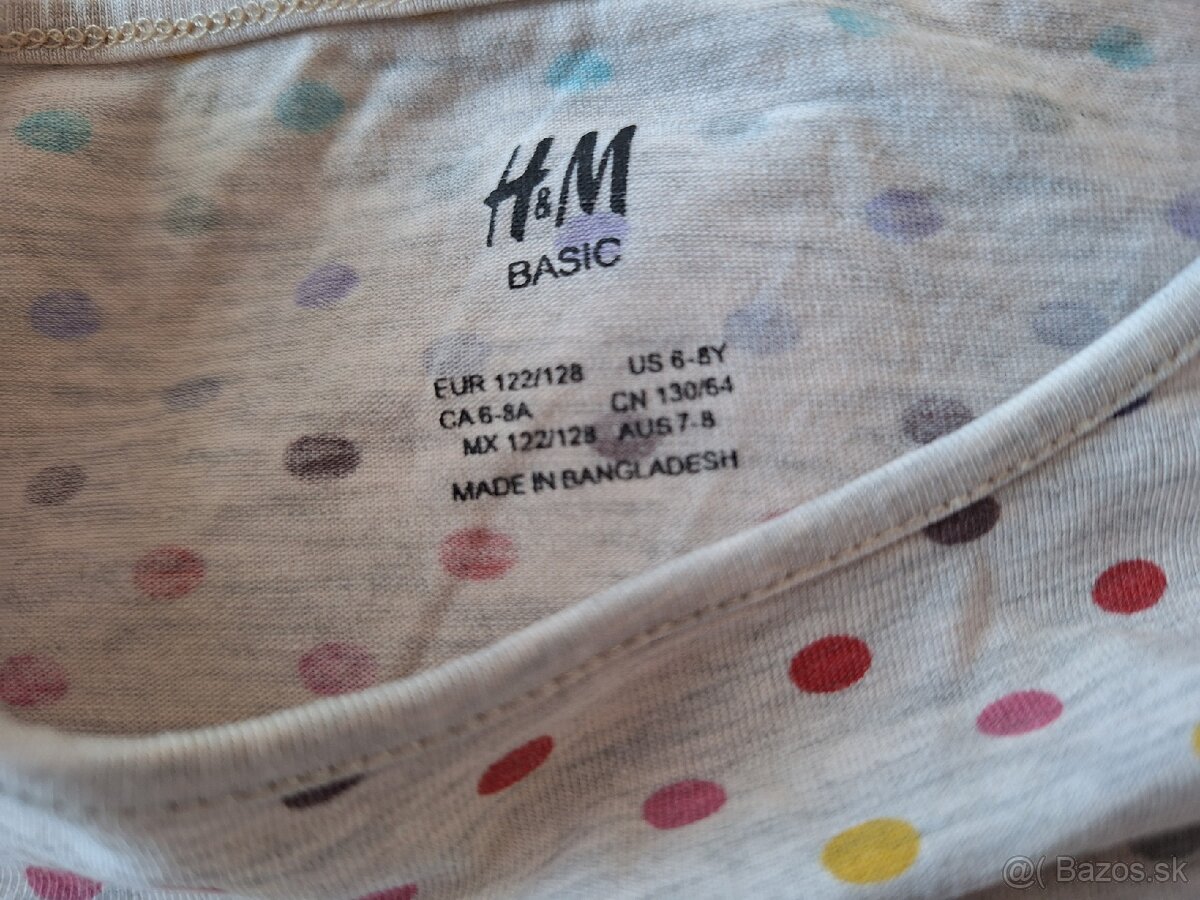 H&M
BASIC
EUR 122/128 US 6-8Y
CA 6-8A CN 130/64
MX 122/128 AUS 7-8
MADE IN BANGLADESH
@( Bazos.sk